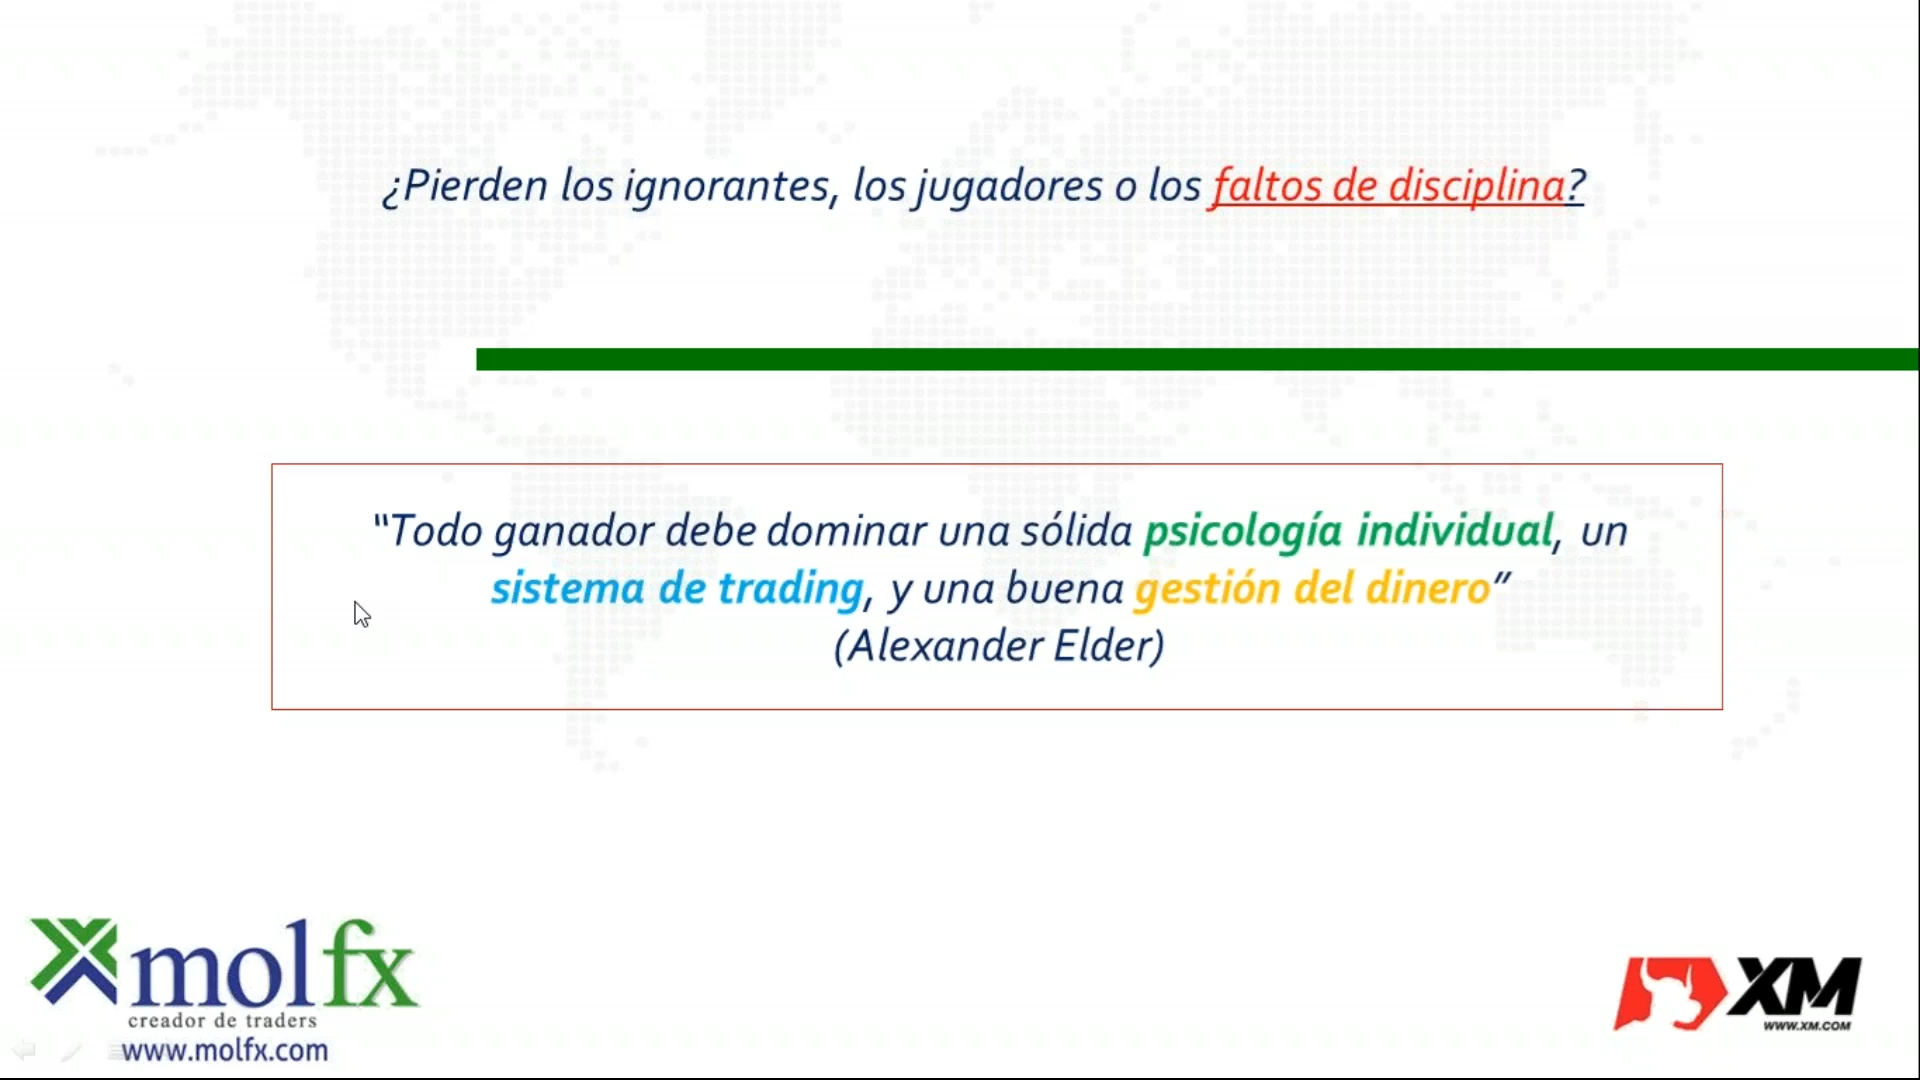 ¿Pierden los ignorantes, los jugadores o los faltos de disciplina?
“Todo ganador debe dominar una sólida psicología individual, un
sistema de trading, y una buena gestión del dinero”
(Alexander Elder)
molfx
creador de traders
www.molfx.com
XM
WWW.XM.COM